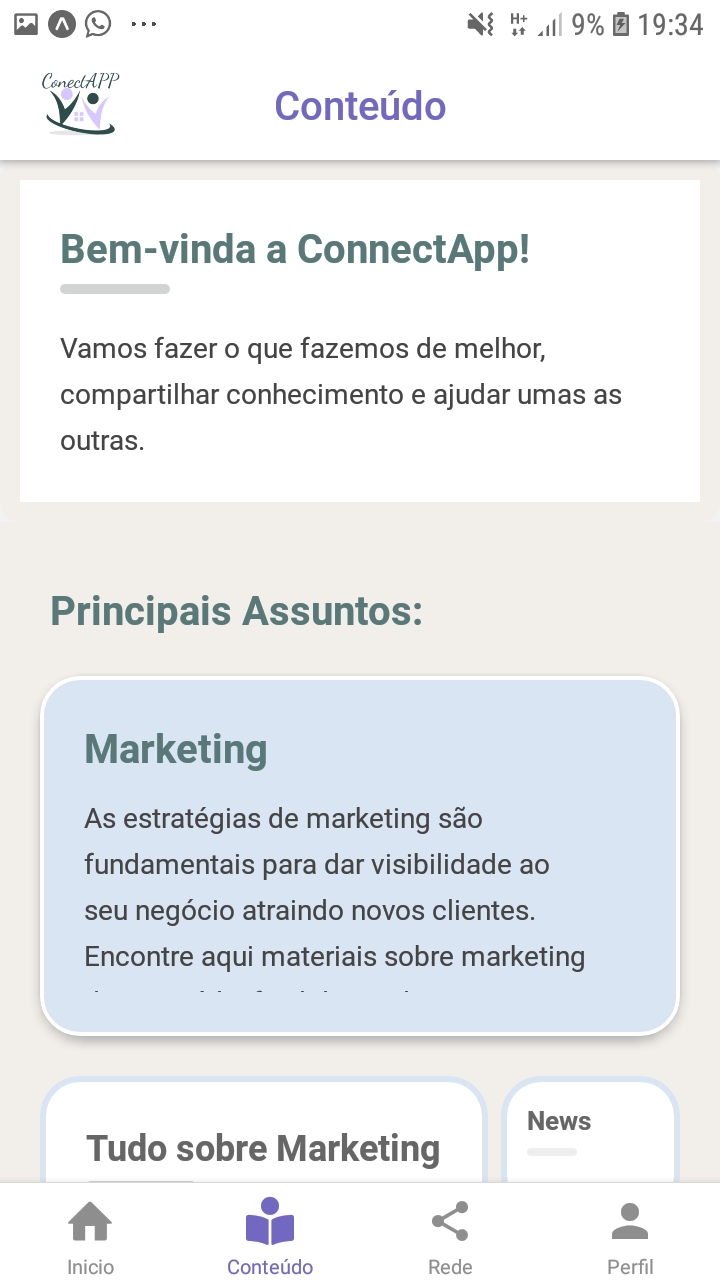 H+ 9% 19:34
ConectAPP
Conteúdo
Bem-vinda a ConnectApp!
Vamos fazer o que fazemos de melhor,
compartilhar conhecimento e ajudar umas as
outras.
Principais Assuntos:
Marketing
As estratégias de marketing são
fundamentais para dar visibilidade ao
seu negócio atraindo novos clientes.
Encontre aqui materiais sobre marketing
Tudo sobre Marketing
News
Inicio
Conteúdo
Rede
Perfil